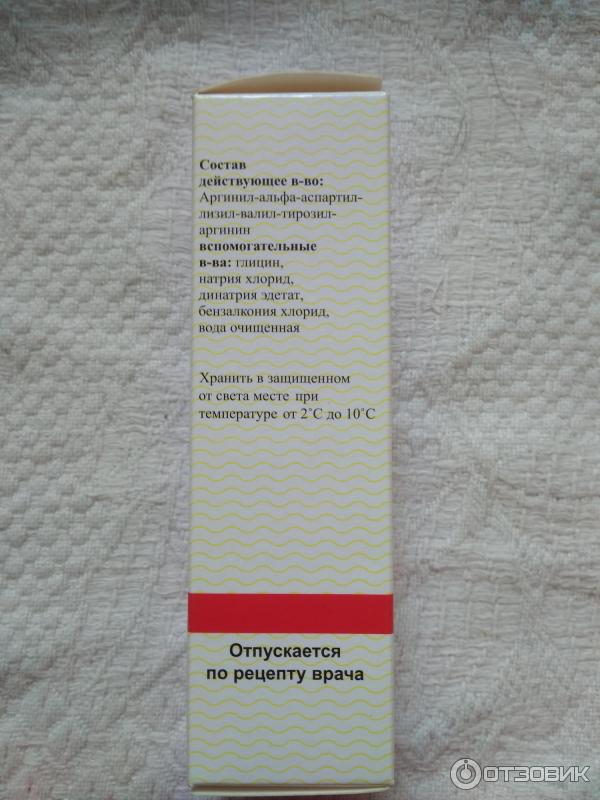 Состав
действующее в-во:
Аргинил-альфа-аспартил-
лизил-валил-тирозил-
аргинин
вспомогательные
в-ва: глицин,
натрия хлорид,
динатрия эдетат,
бензалкония хлорид,
вода очищенная
Хранить в защищенном
от света месте при
температуре от 2˚С до 10˚С
Отпускается
по рецепту врача
ОТЗОВИК